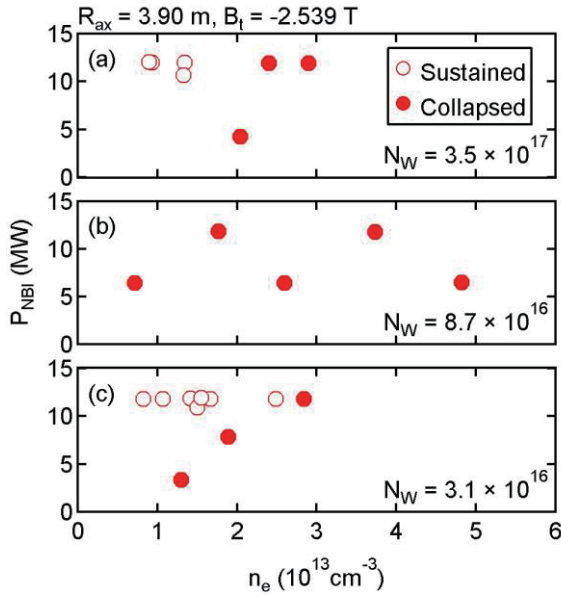 R_ax = 3.90 m, B_t = -2.539 T
15
(a)
Sustained
Collapsed
10
5
N_W = 3.5 × 10^17
0
15
(b)
10
P_NBI (MW)
5
N_W = 8.7 × 10^16
0
15
(c)
10
5
N_W = 3.1 × 10^16
0
0 1 2 3 4 5 6
n_e (10^13 cm^-3)